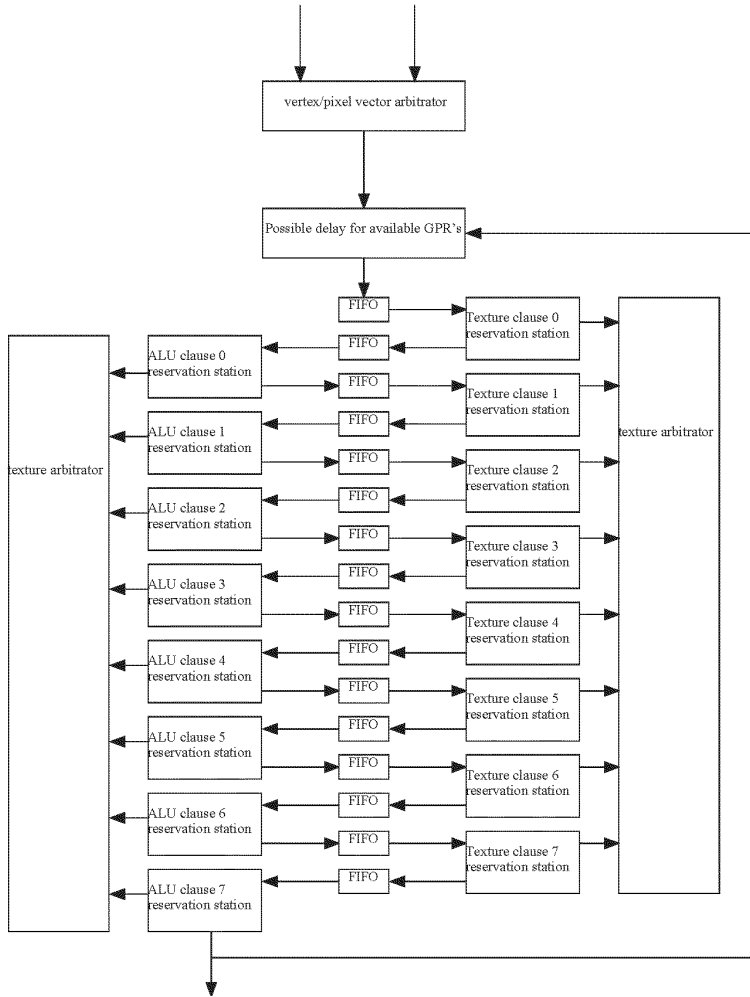 vertex/pixel vector arbitrator
Possible delay for available GPR's
FIFO
Texture clause 0
reservation station
ALU clause 0
reservation station
FIFO
FIFO
Texture clause 1
reservation station
ALU clause 1
reservation station
FIFO
texture arbitrator
texture arbitrator
FIFO
Texture clause 2
reservation station
ALU clause 2
reservation station
FIFO
FIFO
Texture clause 3
reservation station
ALU clause 3
reservation station
FIFO
FIFO
Texture clause 4
reservation station
ALU clause 4
reservation station
FIFO
FIFO
Texture clause 5
reservation station
ALU clause 5
reservation station
FIFO
FIFO
Texture clause 6
reservation station
ALU clause 6
reservation station
FIFO
FIFO
Texture clause 7
reservation station
ALU clause 7
reservation station
FIFO